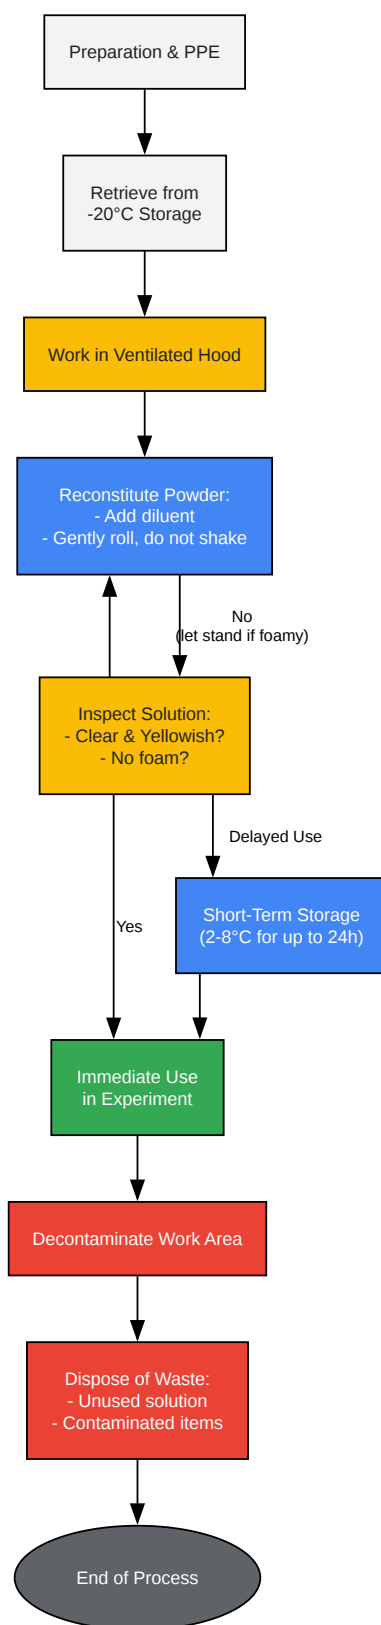 Preparation & PPE
Retrieve from
-20°C Storage
Work in Ventilated Hood
Reconstitute Powder:
- Add diluent
- Gently roll, do not shake
No
(let stand if foamy)
Inspect Solution:
- Clear & Yellowish?
- No foam?
Delayed Use
Short-Term Storage
(2-8°C for up to 24h)
Yes
Immediate Use
in Experiment
Decontaminate Work Area
Dispose of Waste:
- Unused solution
- Contaminated items
End of Process